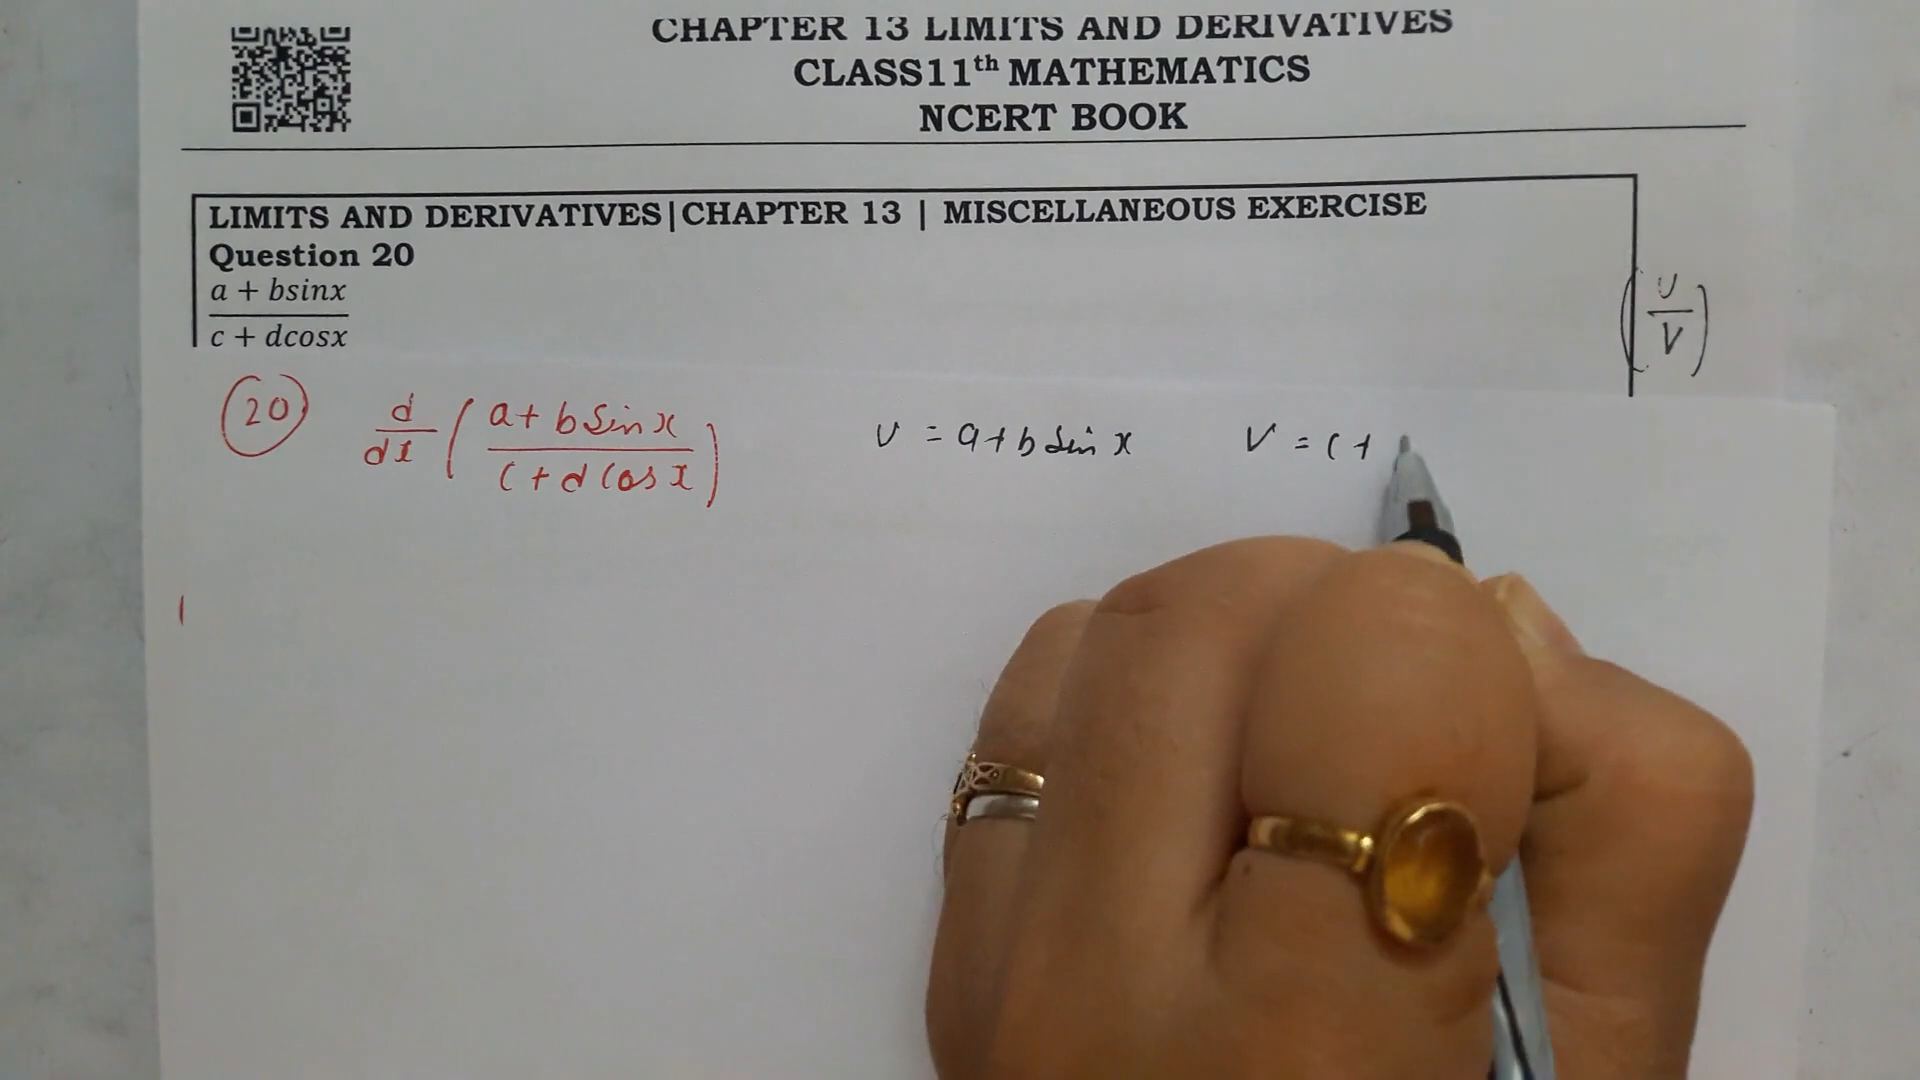 CHAPTER 13 LIMITS AND DERIVATIVES
CLASS11th MATHEMATICS
NCERT BOOK
LIMITS AND DERIVATIVES|CHAPTER 13 | MISCELLANEOUS EXERCISE
Question 20
a + bsinx
c + dcosx
(U/V)
20 d/dx (a + b sin x / c + d cos x) U = a + b sin x V = c +